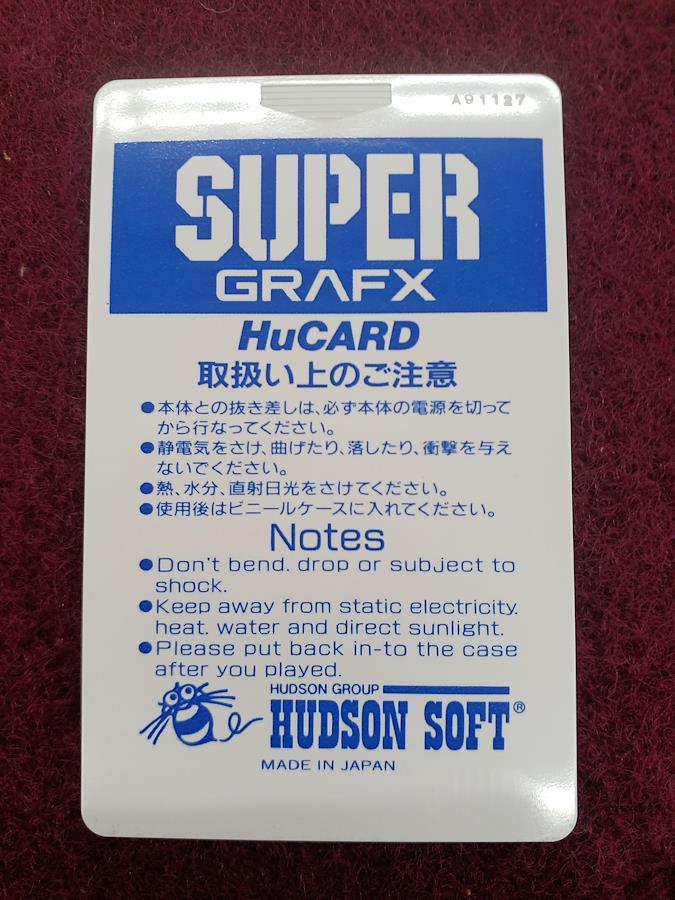 A91127
SUPER
GRAFX
HuCARD
取扱い上のご注意
●本体との抜き差しは、必ず本体の電源を切って
から行なってください。
●静電気をさけ、曲げたり、落したり、衝撃を与え
ないでください。
●熱、水分、直射日光をさけてください。
●使用後はビニールケースに入れてください。
Notes
●Don't bend. drop or subject to
shock.
●Keep away from static electricity.
heat. water and direct sunlight.
●Please put back in-to the case
after you played.
HUDSON GROUP
HUDSON SOFT®
MADE IN JAPAN